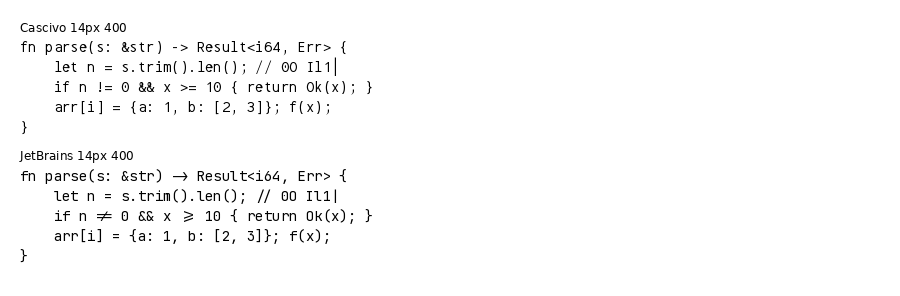 Cascivo 14px 400
fn parse(s: &str) -> Result<i64, Err> {
    let n = s.trim().len(); // 0O Il1|
    if n != 0 && x >= 10 { return Ok(x); }
    arr[i] = {a: 1, b: [2, 3]}; f(x);
}
JetBrains 14px 400
fn parse(s: &str) -> Result<i64, Err> {
    let n = s.trim().len(); // 0O Il1|
    if n != 0 && x >= 10 { return Ok(x); }
    arr[i] = {a: 1, b: [2, 3]}; f(x);
}